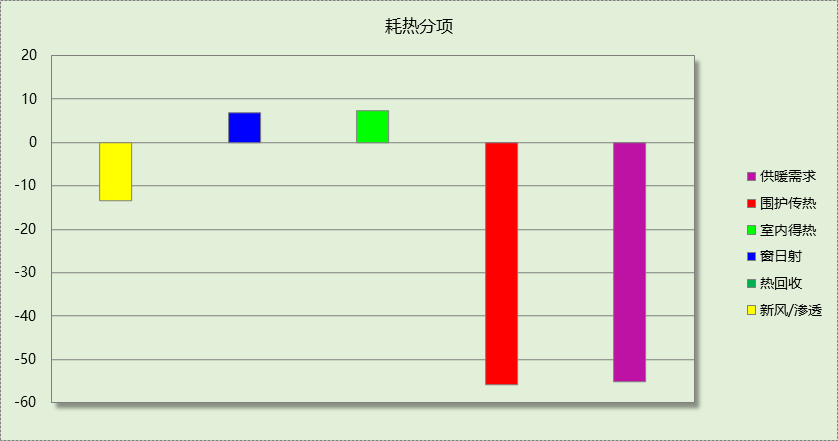 耗热分项
20
10
0
-10
-20
-30
-40
-50
-60
供暖需求
围护传热
室内得热
窗日射
热回收
新风/渗透